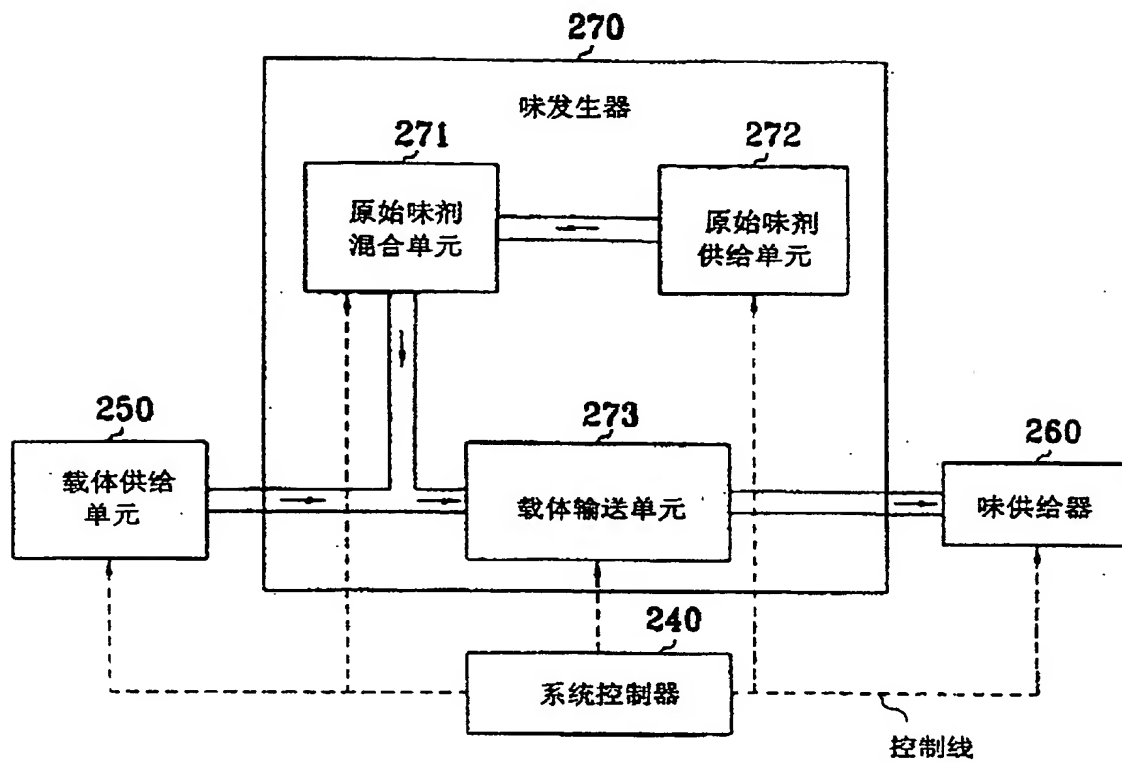 270
味发生器
271
272
原始味剂
混合单元
原始味剂
供给单元
250
273
260
载体供给
单元
载体输送单元
味供给器
240
系统控制器
控制线